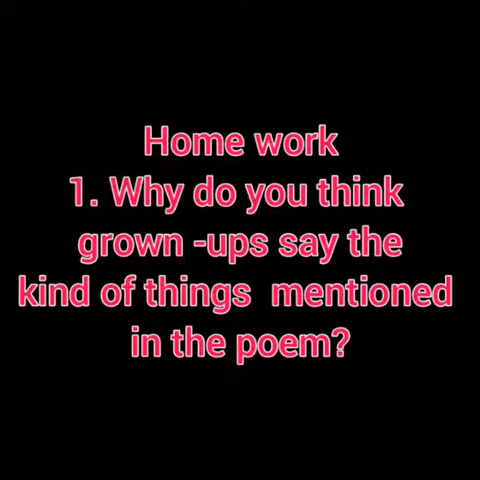 Home work
1. Why do you think
grown -ups say the
kind of things mentioned
in the poem?